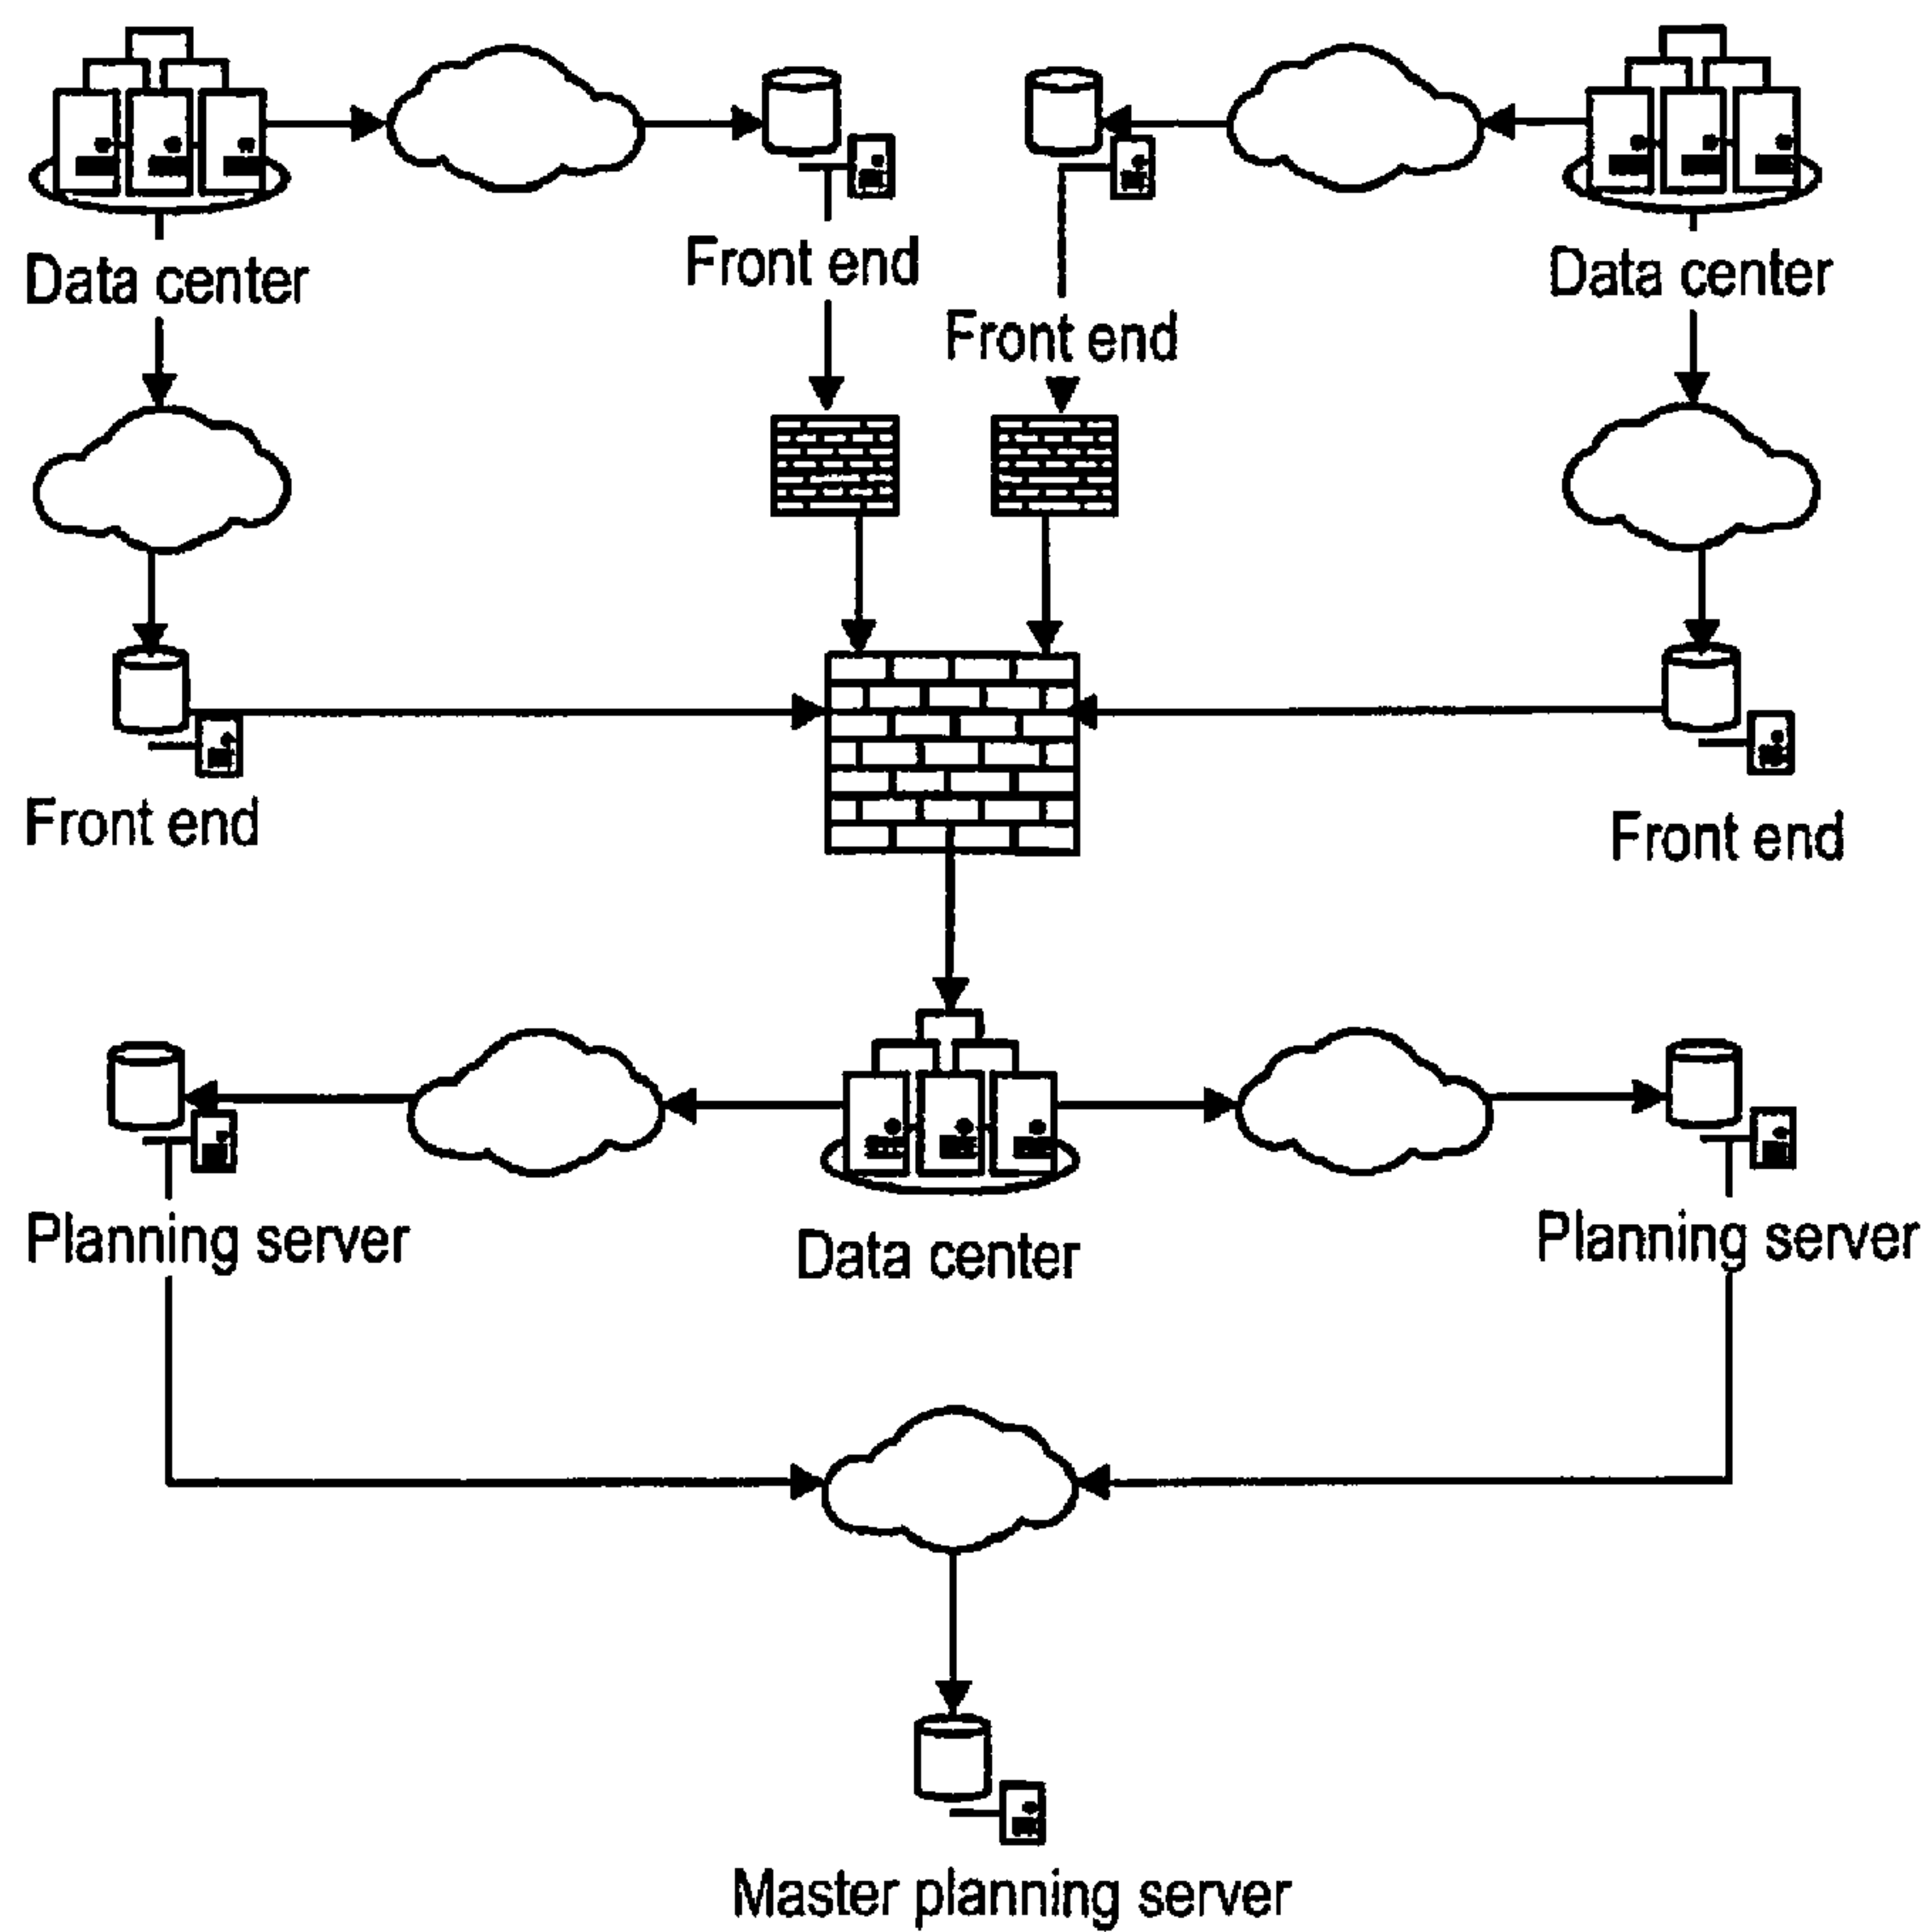 Data center
Front end
Front end
Data center
Front end
Front end
Planning server
Data center
Planning server
Master planning server